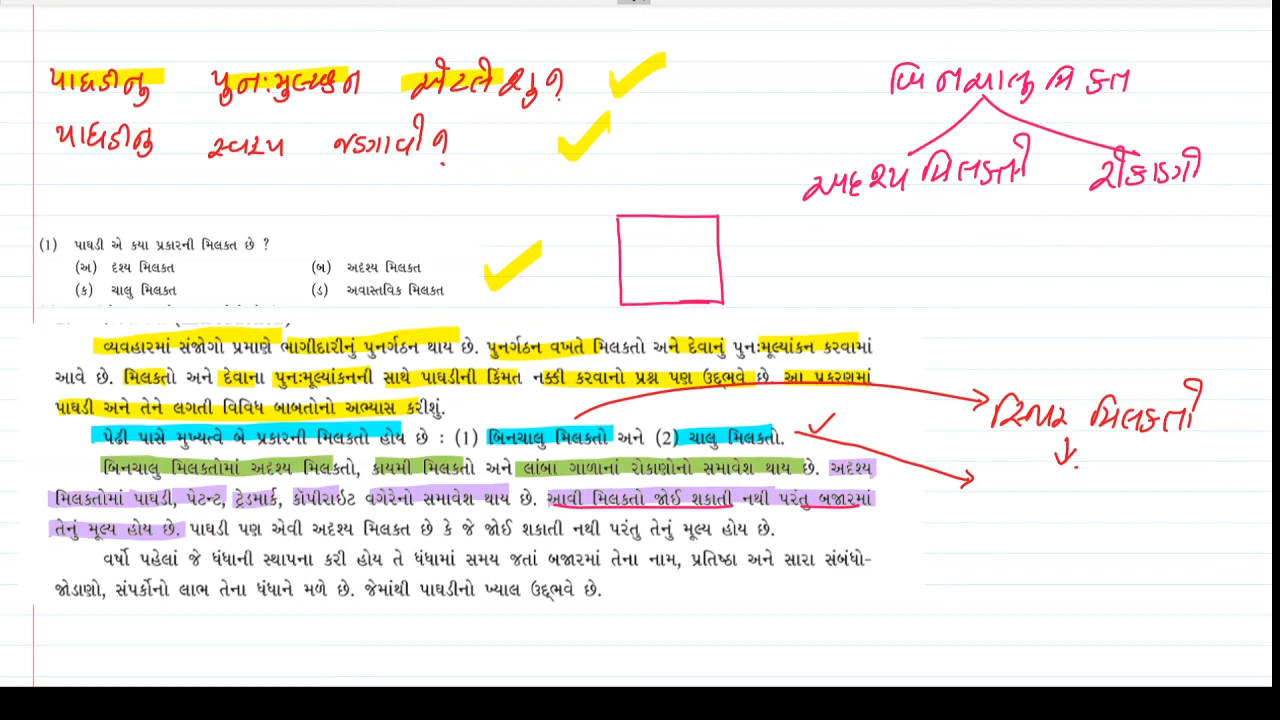 પાઘડીનુ પુનઃમુલ્યાંકન એટલે શુ?
પાઘડીનુ સ્વરૂપ જણાવો?
બિનચાલુ મિલ્કત
અદ્રશ્ય મિલકતો રોકાણો
(1) પાઘડી એ કયા પ્રકારની મિલકત છે ?
(અ) દૃશ્ય મિલકત (બ) અદૃશ્ય મિલકત
(ક) ચાલુ મિલકત (ડ) અવાસ્તવિક મિલકત
વ્યવહારમાં સંજોગો પ્રમાણે ભાગીદારીનું પુનર્ગઠન થાય છે. પુનર્ગઠન વખતે મિલકતો અને દેવાનું પુનઃમૂલ્યાંકન કરવામાં
આવે છે. મિલકતો અને દેવાના પુનઃમૂલ્યાંકનની સાથે પાઘડીની કિંમત નક્કી કરવાનો પ્રશ્ન પણ ઉદ્ભવે છે. આ પ્રકરણમાં
પાઘડી અને તેને લગતી વિવિધ બાબતોનો અભ્યાસ કરીશું.
પેઢી પાસે મુખ્યત્વે બે પ્રકારની મિલકતો હોય છે : (1) બિનચાલુ મિલકતો અને (2) ચાલુ મિલકતો.
સ્થિર મિલકતો
બિનચાલુ મિલકતોમાં અદૃશ્ય મિલકતો, કાયમી મિલકતો અને લાંબા ગાળાનાં રોકાણોનો સમાવેશ થાય છે. અદૃશ્ય
મિલકતોમાં પાઘડી, પેટન્ટ, ટ્રેડમાર્ક, કૉપીરાઇટ વગેરેનો સમાવેશ થાય છે. આવી મિલકતો જોઈ શકાતી નથી પરંતુ બજારમાં
તેનું મૂલ્ય હોય છે. પાઘડી પણ એવી અદૃશ્ય મિલકત છે કે જે જોઈ શકાતી નથી પરંતુ તેનું મૂલ્ય હોય છે.
વર્ષો પહેલાં જે ધંધાની સ્થાપના કરી હોય તે ધંધામાં સમય જતાં બજારમાં તેના નામ, પ્રતિષ્ઠા અને સારા સંબંધો-
જોડાણો, સંપર્કોનો લાભ તેના ધંધાને મળે છે. જેમાંથી પાઘડીનો ખ્યાલ ઉદ્ભવે છે.